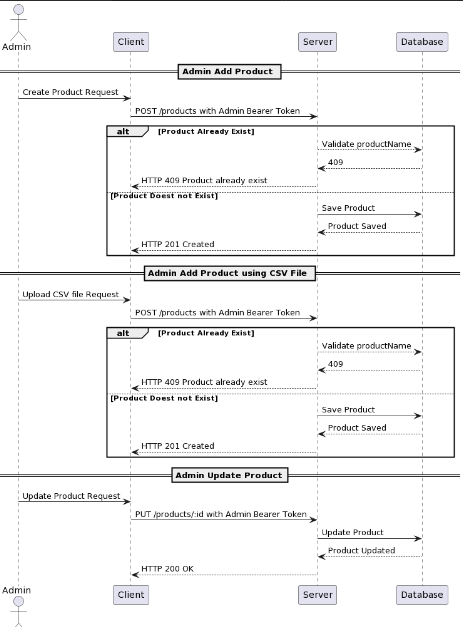 Admin
Client
Server
Database
Admin Add Product
Create Product Request
POST /products with Admin Bearer Token
alt
[Product Already Exist]
Validate productName
409
HTTP 409 Product already exist
[Product Doest not Exist]
Save Product
Product Saved
HTTP 201 Created
Admin Add Product using CSV File
Upload CSV file Request
POST /products with Admin Bearer Token
alt
[Product Already Exist]
Validate productName
409
HTTP 409 Product already exist
[Product Doest not Exist]
Save Product
Product Saved
HTTP 201 Created
Admin Update Product
Update Product Request
PUT /products/:id with Admin Bearer Token
Update Product
Product Updated
HTTP 200 OK
Admin
Client
Server
Database